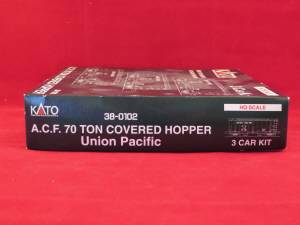 KATO
38-0102
A.C.F. 70 TON COVERED HOPPER
Union Pacific
HO SCALE
3 CAR KIT